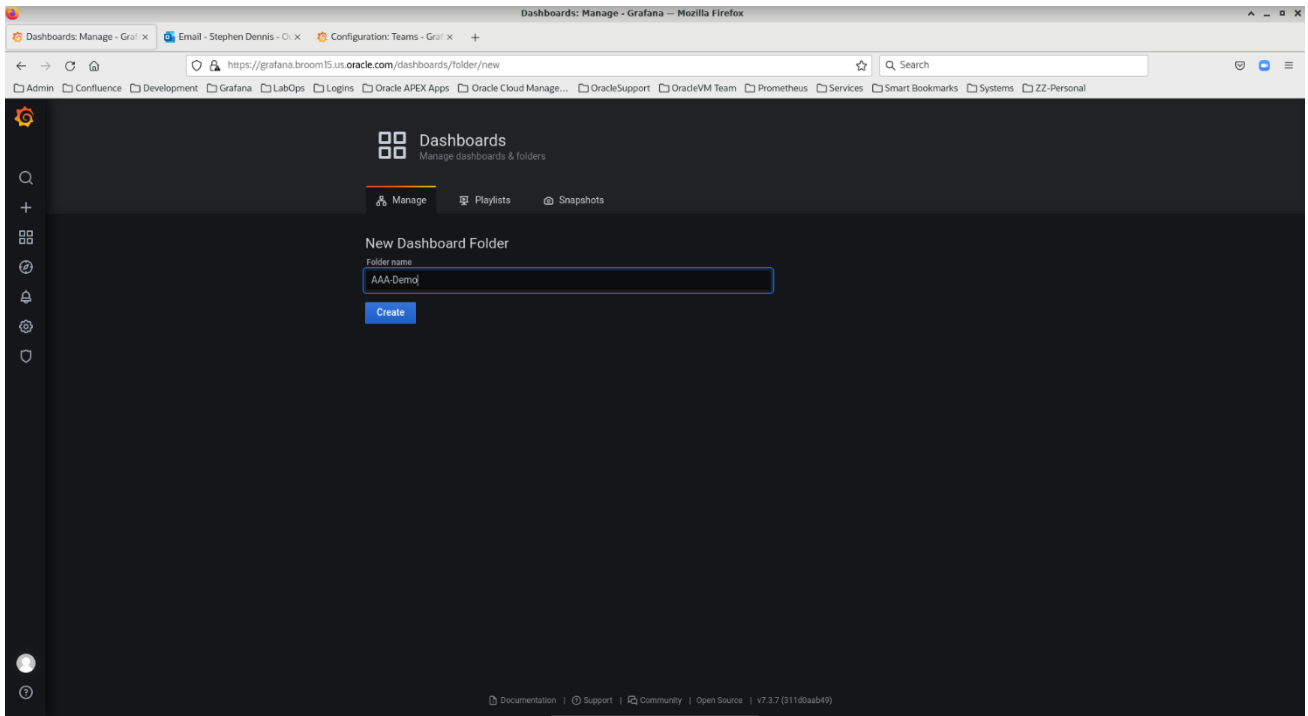 Dashboards: Manage - Grafana — Mozilla Firefox
Dashboards: Manage - Graf Email - Stephen Dennis - Ou Configuration: Teams - Graf
https://grafana.broom15.us.oracle.com/dashboards/folder/new Search
Admin Confluence Development Grafana LabOps Logins Oracle APEX Apps Oracle Cloud Manage... OracleSupport OracleVM Team Prometheus Services Smart Bookmarks Systems ZZ-Personal
Dashboards
Manage dashboards & folders
Manage Playlists Snapshots
New Dashboard Folder
Folder name
AAA-Demo
Create
Documentation | Support | Community | Open Source | v7.3.7 (311d0aab49)